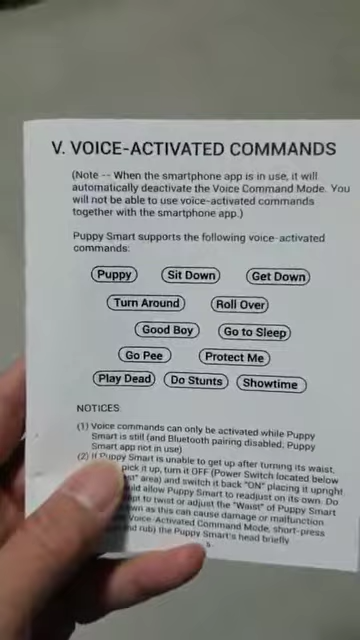 V. VOICE-ACTIVATED COMMANDS
(Note -- When the smartphone app is in use, it will
automatically deactivate the Voice Command Mode. You
will not be able to use voice-activated commands
together with the smartphone app.)
Puppy Smart supports the following voice-activated
commands:
Puppy Sit Down Get Down
Turn Around Roll Over
Good Boy Go to Sleep
Go Pee Protect Me
Play Dead Do Stunts Showtime
NOTICES:
(1) Voice commands can only be activated while Puppy
Smart is still (and Bluetooth pairing disabled; Puppy
Smart app not in use)
(2) If Puppy Smart is unable to get up after turning its waist,
pick it up, turn it OFF (Power Switch located
area) and switch it back "ON" placing it upright
allow Puppy Smart to readjust on its own. Do
to twist or adjust the "Waist" of Puppy Smart
as this can cause damage or malfunction
Voice-Activated Command Mode, short-press
rub) the Puppy Smart's head briefly